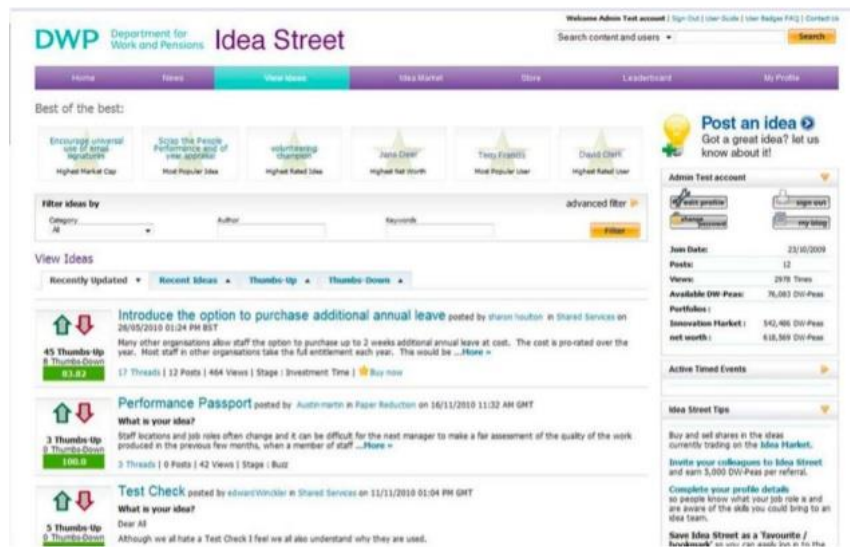 Welcome Admin Test account | Sign Out | User Guide | User Badges FAQ | Contact Us
DWP Department for Work and Pensions Idea Street
Search content and users
Search
Home News View Ideas Idea Market Store Leaderboard My Profile
Best of the best:
Encourage universal use of email signatures
Highest Market Cap
Scrap the People Performance end of year appraisal
Most Popular Idea
volunteering champion
Highest Rated Idea
Jane Dear
Highest Net Worth
Terry Francis
Most Popular User
David Clark
Highest Rated User
Filter ideas by
advanced filter
Category
All
Author
Keywords
Filter
View Ideas
Recently Updated Recent Ideas Thumbs-Up Thumbs-Down
45 Thumbs-Up
8 Thumbs-Down
83.82
Introduce the option to purchase additional annual leave posted by sharon houlton in Shared Services on
26/05/2010 01:24 PM BST
Many other organisations allow staff the option to purchase up to 2 weeks additional annual leave at cost. The cost is pro-rated over the
year. Most staff in other organisations take the full entitlement each year. This would be ...More »
17 Threads | 12 Posts | 464 Views | Stage : Investment Time | Buy now
3 Thumbs-Up
0 Thumbs-Down
100.0
Performance Passport posted by Austin martin in Paper Reduction on 16/11/2010 11:32 AM GMT
What is your idea?
Staff locations and job roles often change and it can be difficult for the next manager to make a fair assessment of the quality of the work
produced in the previous few months, when a member of staff ...More »
3 Threads | 0 Posts | 42 Views | Stage : Buzz
5 Thumbs-Up
0 Thumbs-Down
Test Check posted by edward Winckler in Shared Services on 11/11/2010 01:04 PM GMT
What is your idea?
Dear All
Although we all hate a Test Check I feel we all also understand why they are used.
Post an idea
Got a great idea? let us
know about it!
Admin Test account
edit profile
sign out
change password
my blog
Join Date: 23/10/2009
Posts: 12
Views: 2978 Times
Available DW-Peas: 76,083 DW-Peas
Portfolios :
Innovation Market : 542,486 DW-Peas
net worth : 618,569 DW-Peas
Active Timed Events
Idea Street Tips
Buy and sell shares in the ideas
currently trading on the Idea Market.
Invite your colleagues to Idea Street
and earn 5,000 DW-Peas per referral.
Complete your profile details
so people know what your job role is and
are aware of the skills you could bring to an
idea team.
Save Idea Street as a 'favourite /
bookmark' so you can easily log in to the